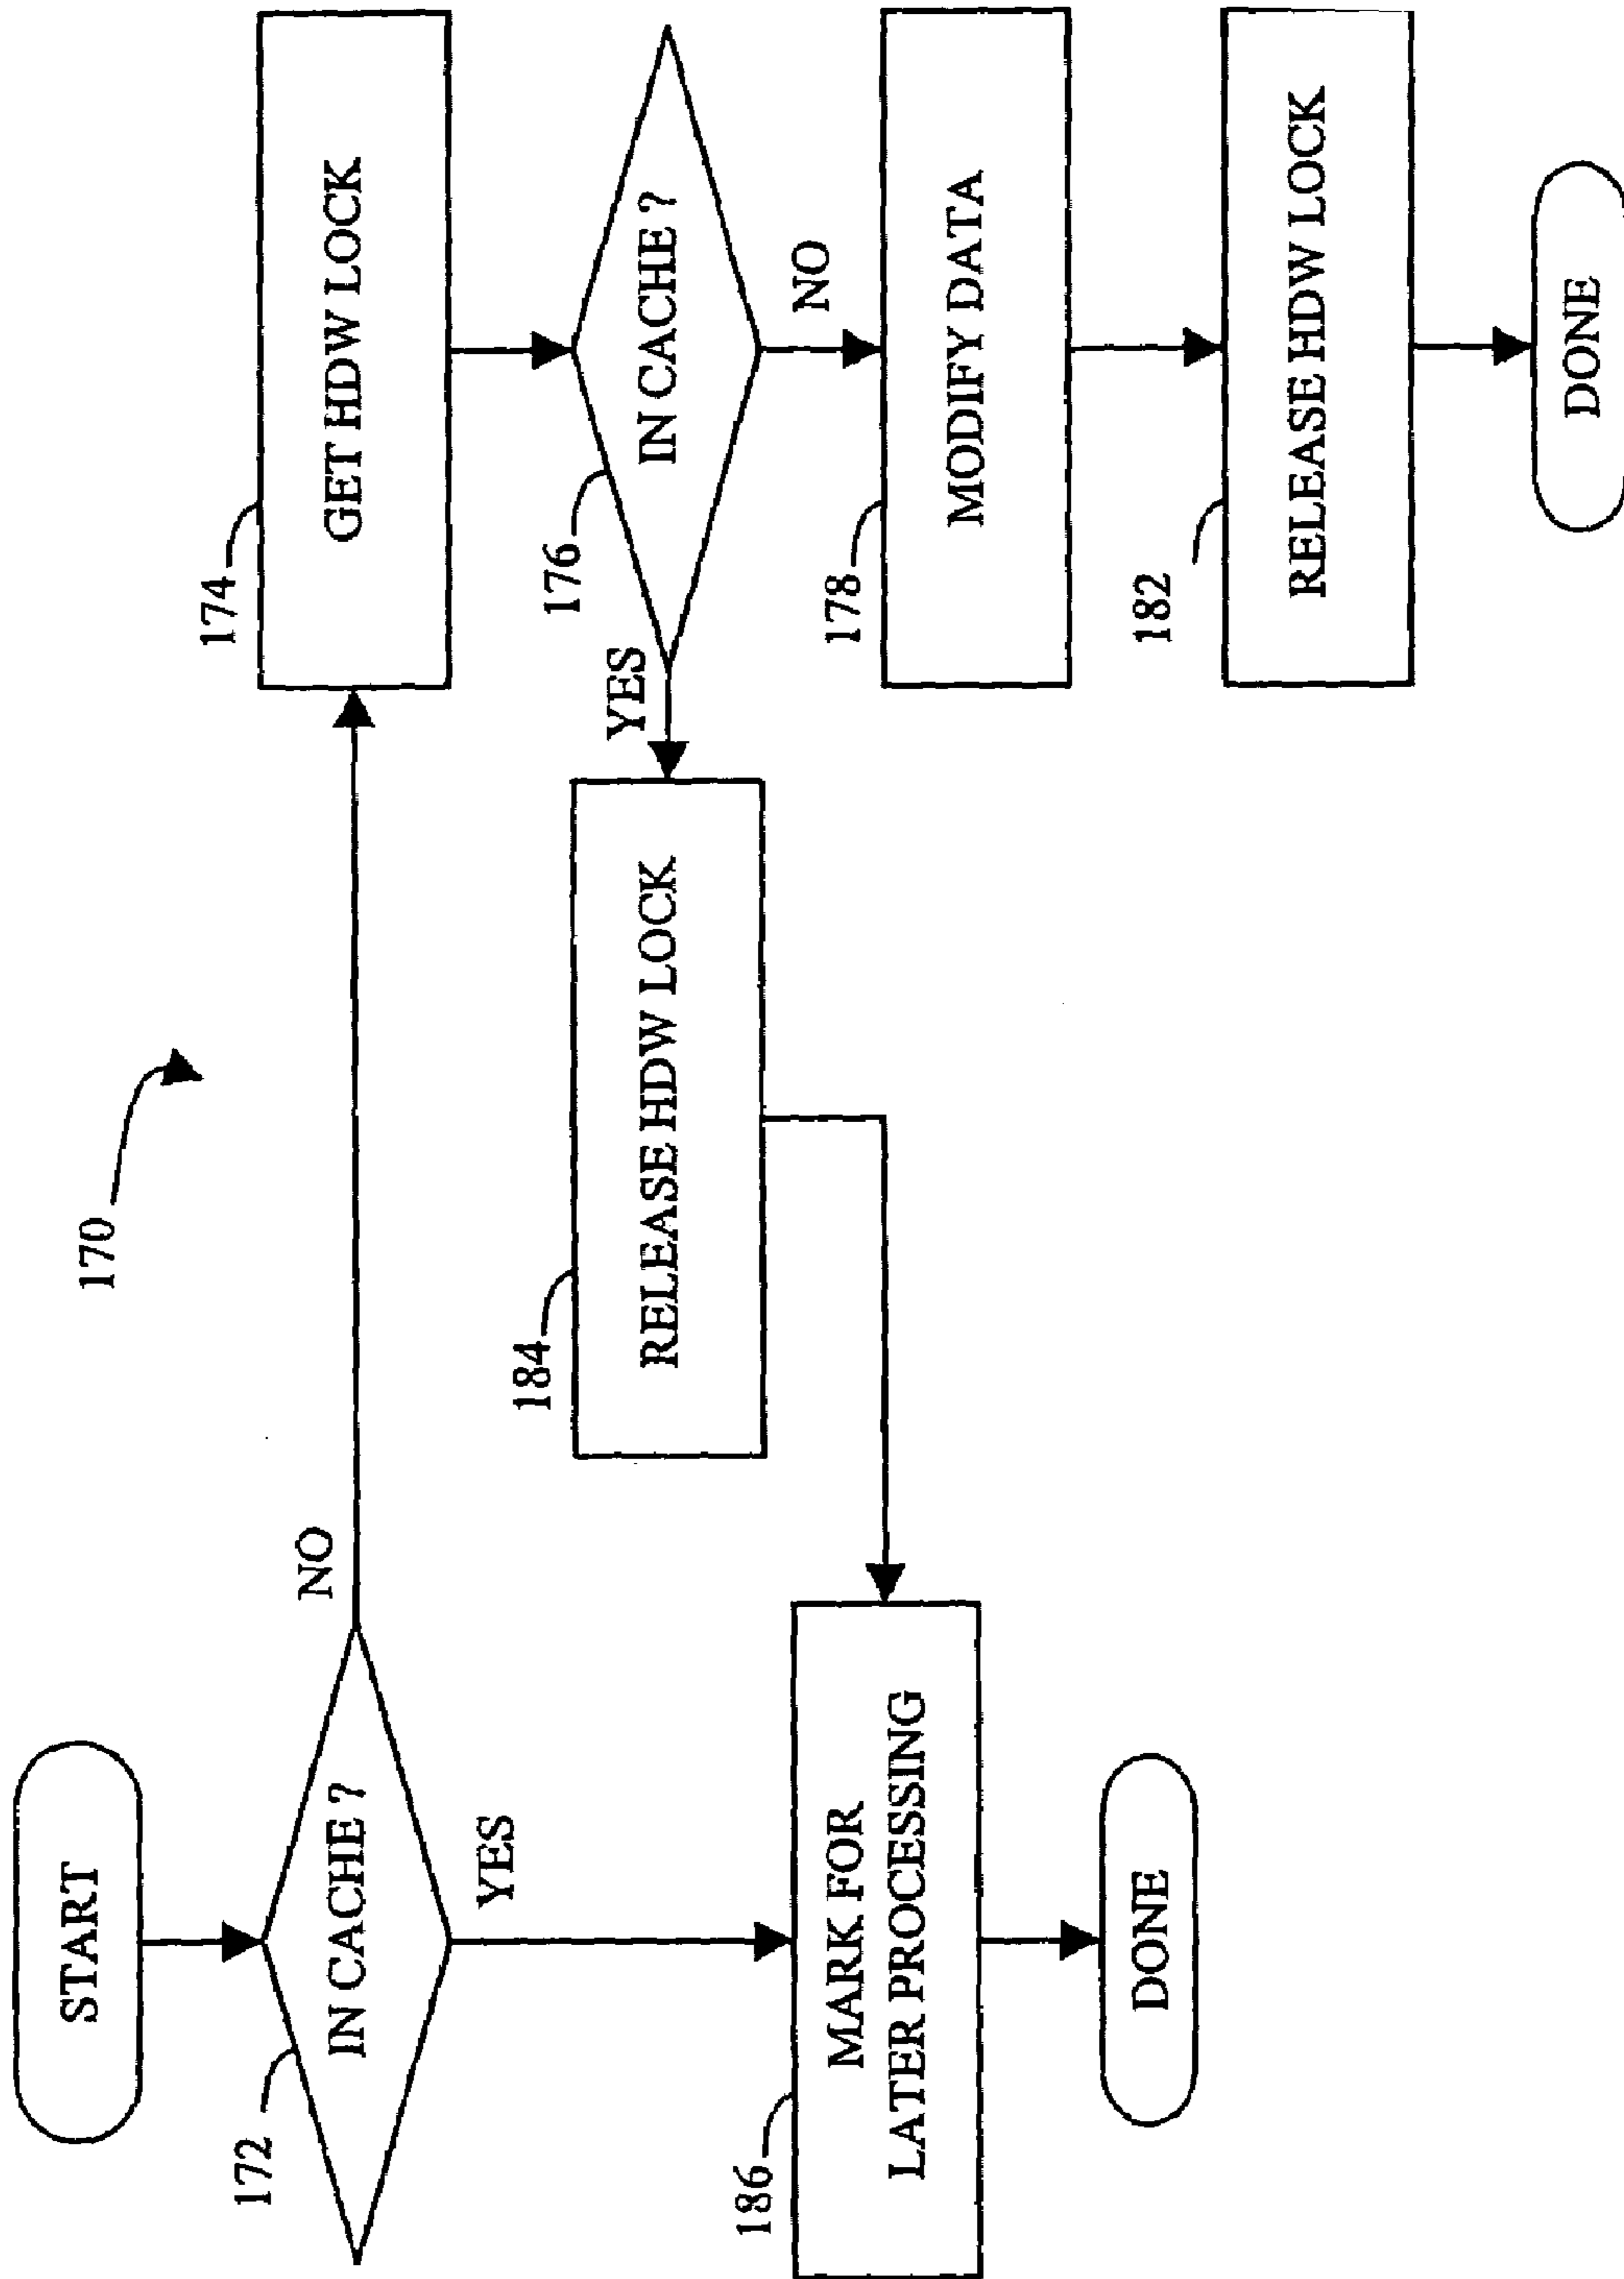 170
START
172
IN CACHE ?
NO
YES
174
GET HDW LOCK
176
IN CACHE ?
YES
NO
184
RELEASE HDW LOCK
178
MODIFY DATA
186
MARK FOR
LATER PROCESSING
182
RELEASE HDW LOCK
DONE
DONE